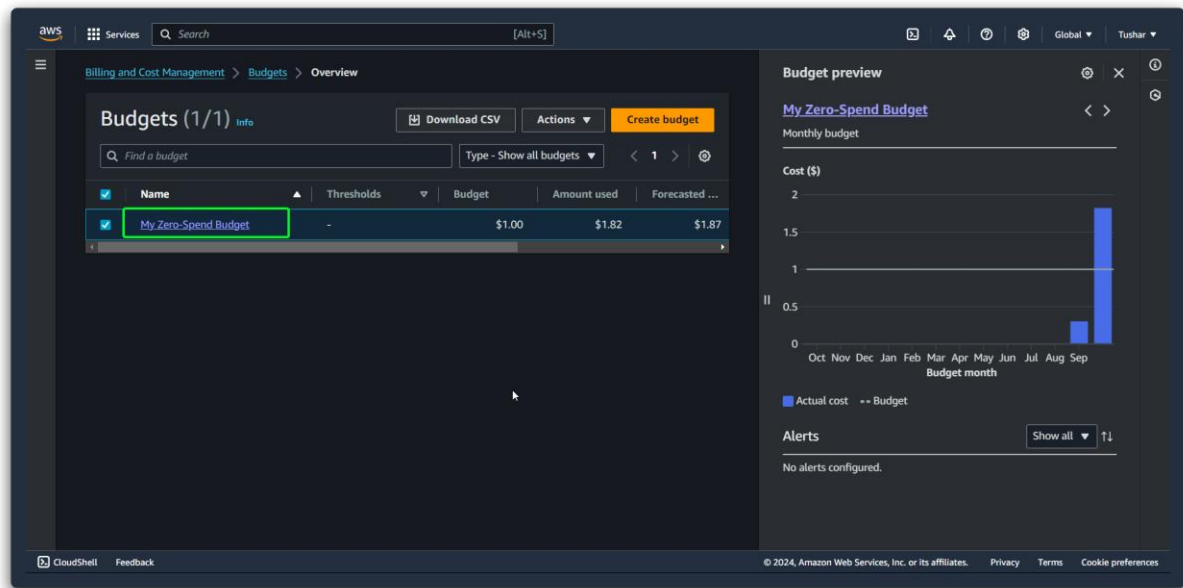 aws Services Search [Alt+S] Global ▼ Tushar ▼
Billing and Cost Management > Budgets > Overview
Budgets (1/1) Info
Download CSV Actions ▼ Create budget
Find a budget Type - Show all budgets ▼ < 1 >
Name ▲ Thresholds ▽ Budget Amount used Forecasted ...
My Zero-Spend Budget - $1.00 $1.82 $1.87
Budget preview
My Zero-Spend Budget < >
Monthly budget
Cost ($)
2
1.5
1
0.5
0
Oct Nov Dec Jan Feb Mar Apr May Jun Jul Aug Sep
Budget month
Actual cost -- Budget
Alerts Show all ▼
No alerts configured.
CloudShell Feedback © 2024, Amazon Web Services, Inc. or its affiliates. Privacy Terms Cookie preferences